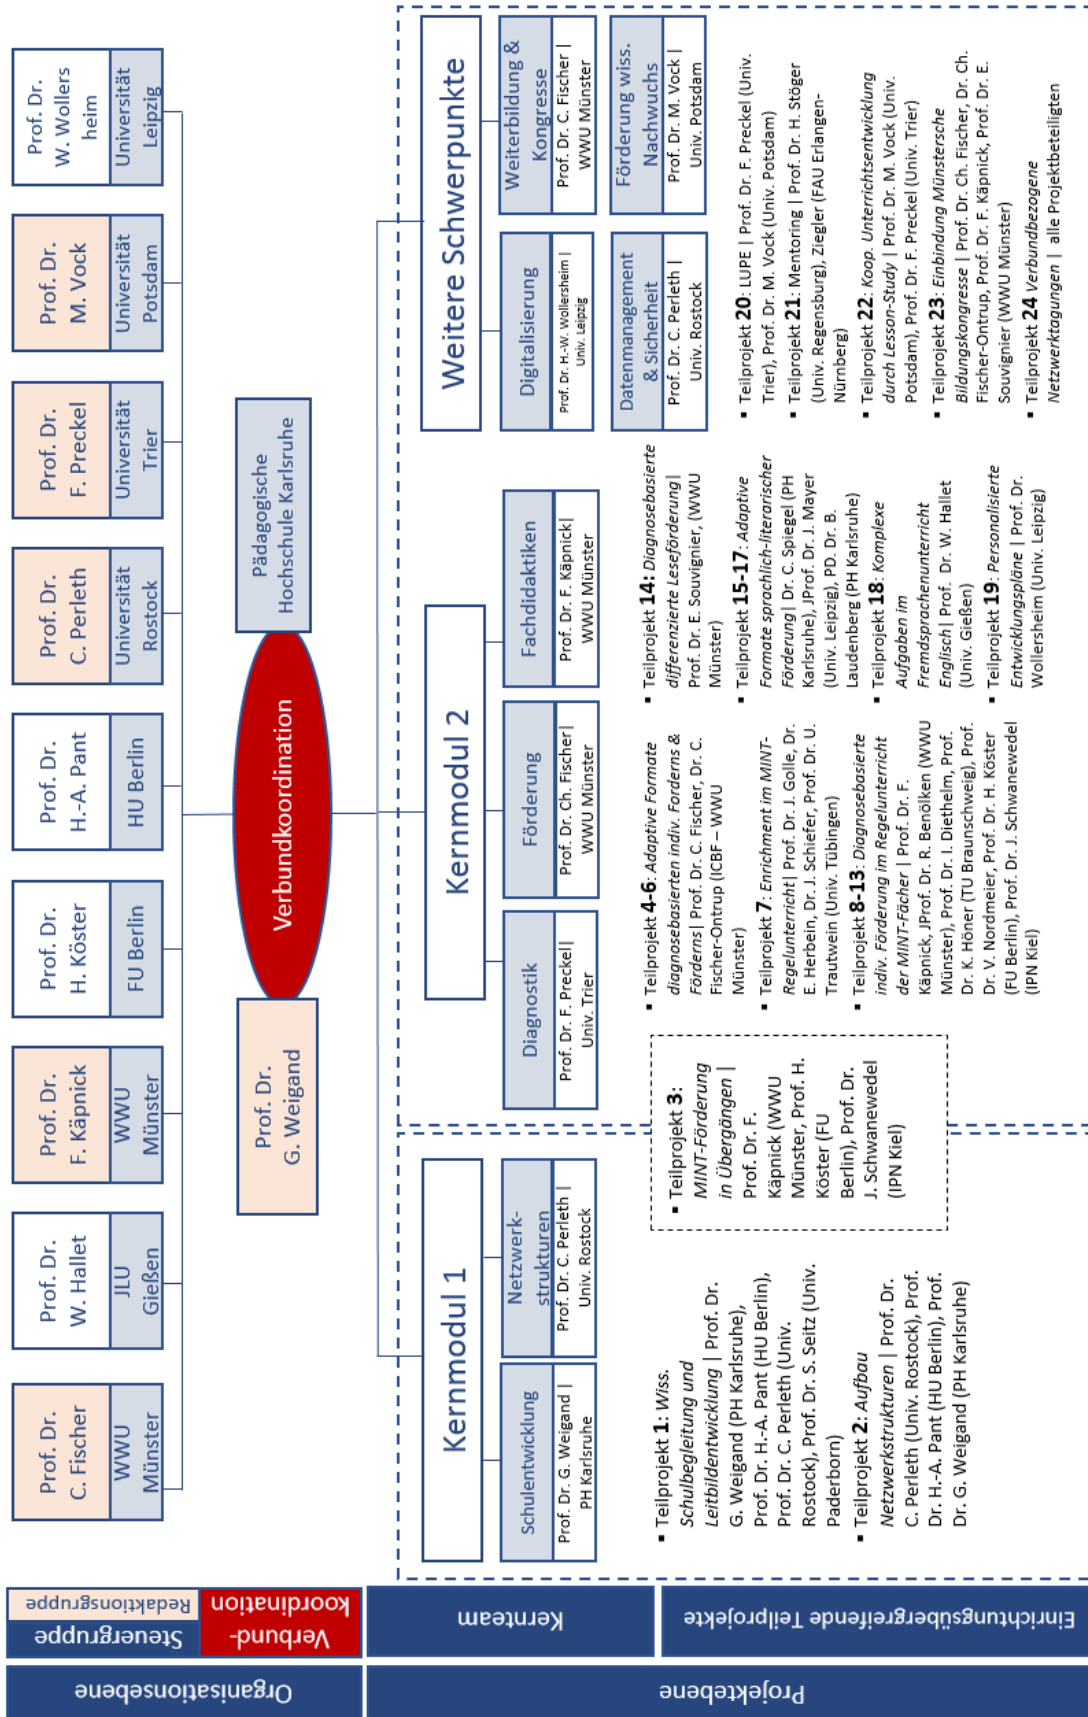 Organisationsebene
Steuergruppe
Redaktionsgruppe
Verbund-
koordination
Projektebene
Kernteam
Einrichtungsübergreifende Teilprojekte
Prof. Dr.
C. Fischer
WWU
Münster
Prof. Dr.
W. Hallet
JLU
Gießen
Prof. Dr.
F. Käpnick
WWU
Münster
Prof. Dr.
H. Köster
FU Berlin
Prof. Dr.
H.-A. Pant
HU Berlin
Prof. Dr.
C. Perleth
Universität
Rostock
Prof. Dr.
F. Preckel
Universität
Trier
Prof. Dr.
M. Vock
Universität
Potsdam
Prof. Dr.
W. Wollers
heim
Universität
Leipzig
Prof. Dr.
G. Weigand
Verbundkoordination
Pädagogische
Hochschule Karlsruhe
Kernmodul 1
Schulentwicklung
Prof. Dr. G. Weigand |
PH Karlsruhe
Netzwerk-
strukturen
Prof. Dr. C. Perleth |
Univ. Rostock
Kernmodul 2
Diagnostik
Prof. Dr. F. Preckel|
Univ. Trier
Förderung
Prof. Dr. Ch. Fischer|
WWU Münster
Fachdidaktiken
Prof. Dr. F. Käpnick|
WWU Münster
Weitere Schwerpunkte
Digitalisierung
Prof. Dr. H.-W. Wollersheim |
Univ. Leipzig
Weiterbildung &
Kongresse
Prof. Dr. C. Fischer |
WWU Münster
Datenmanagement
& Sicherheit
Prof. Dr. C. Perleth |
Univ. Rostock
Förderung wiss.
Nachwuchs
Prof. Dr. M. Vock |
Univ. Potsdam
▪ Teilprojekt 1: Wiss.
Schulbegleitung und
Leitbildentwicklung | Prof. Dr.
G. Weigand (PH Karlsruhe),
Prof. Dr. H.-A. Pant (HU Berlin),
Prof. Dr. C. Perleth (Univ.
Rostock), Prof. Dr. S. Seitz (Univ.
Paderborn)
▪ Teilprojekt 2: Aufbau
Netzwerkstrukturen | Prof. Dr.
C. Perleth (Univ. Rostock), Prof.
Dr. H.-A. Pant (HU Berlin), Prof.
Dr. G. Weigand (PH Karlsruhe)
▪ Teilprojekt 3:
MINT-Förderung
in Übergängen |
Prof. Dr. F.
Käpnick (WWU
Münster, Prof. H.
Köster (FU
Berlin), Prof. Dr.
J. Schwanewedel
(IPN Kiel)
▪ Teilprojekt 4-6: Adaptive Formate
diagnosebasierten indiv. Forderns &
Förderns| Prof. Dr. C. Fischer, Dr. C.
Fischer-Ontrup (ICBF – WWU
Münster)
▪ Teilprojekt 7: Enrichment im MINT-
Regelunterricht| Prof. Dr. J. Golle, Dr.
E. Herbein, Dr. J. Schiefer, Prof. Dr. U.
Trautwein (Univ. Tübingen)
▪ Teilprojekt 8-13: Diagnosebasierte
indiv. Förderung im Regelunterricht
der MINT-Fächer | Prof. Dr. F.
Käpnick, JProf. Dr. R. Benölken (WWU
Münster), Prof. Dr. I. Diethelm, Prof.
Dr. K. Höner (TU Braunschweig), Prof.
Dr. V. Nordmeier, Prof. Dr. H. Köster
(FU Berlin), Prof. Dr. J. Schwanewedel
(IPN Kiel)
▪ Teilprojekt 14: Diagnosebasierte
differenzierte Leseförderung|
Prof. Dr. E. Souvignier, (WWU
Münster)
▪ Teilprojekt 15-17: Adaptive
Formate sprachlich-literarischer
Förderung| Dr. C. Spiegel (PH
Karlsruhe), JProf. Dr. J. Mayer
(Univ. Leipzig), PD. Dr. B.
Laudenberg (PH Karlsruhe)
▪ Teilprojekt 18: Komplexe
Aufgaben im
Fremdsprachenunterricht
Englisch| Prof. Dr. W. Hallet
(Univ. Gießen)
▪ Teilprojekt 19: Personalisierte
Entwicklungspläne | Prof. Dr.
Wollersheim (Univ. Leipzig)
▪ Teilprojekt 20: LUPE | Prof. Dr. F. Preckel (Univ.
Trier), Prof. Dr. M. Vock (Univ. Potsdam)
▪ Teilprojekt 21: Mentoring | Prof. Dr. H. Stöger
(Univ. Regensburg), Ziegler (FAU Erlangen-
Nürnberg)
▪ Teilprojekt 22: Koop. Unterrichtsentwicklung
durch Lesson-Study | Prof. Dr. M. Vock (Univ.
Potsdam), Prof. Dr. F. Preckel (Univ. Trier)
▪ Teilprojekt 23: Einbindung Münstersche
Bildungskongresse | Prof. Dr. Ch. Fischer, Dr. Ch.
Fischer-Ontrup, Prof. Dr. F. Käpnick, Prof. Dr. E.
Souvignier (WWU Münster)
▪ Teilprojekt 24 Verbundbezogene
Netzwerktagungen | alle Projektbeteiligten